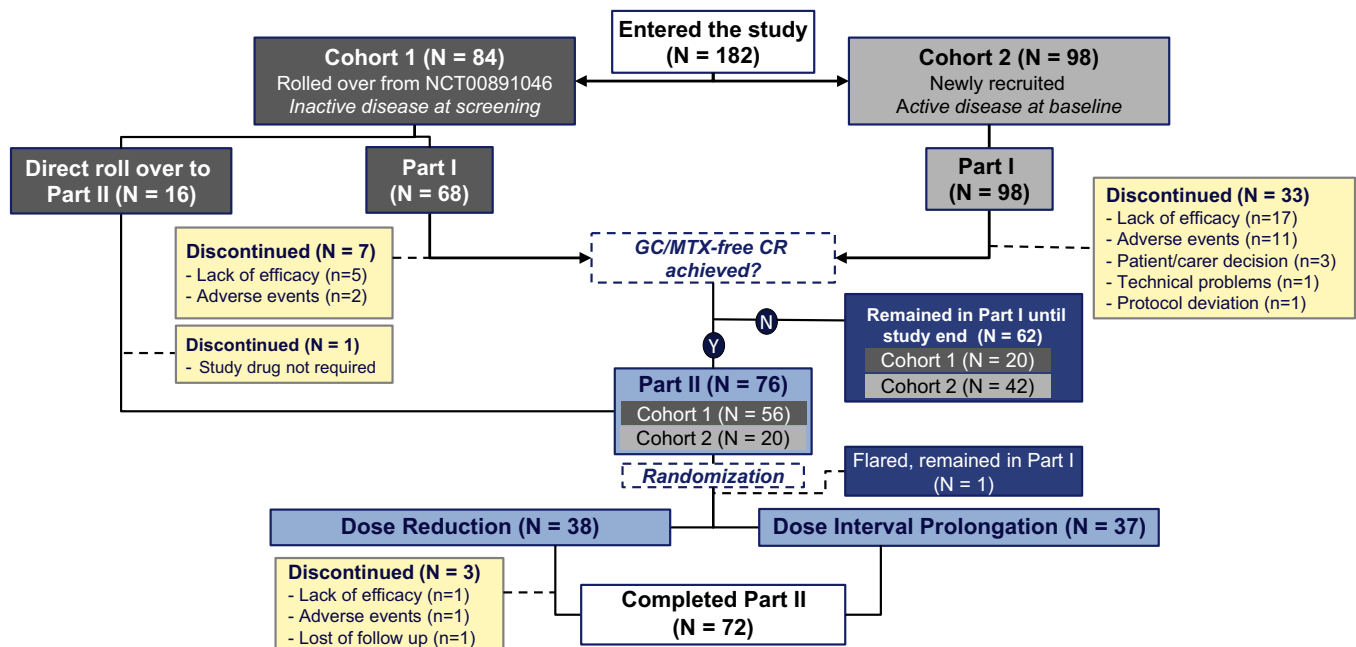 Entered the study
(N = 182)
Cohort 1 (N = 84)
Rolled over from NCT00891046
Inactive disease at screening
Cohort 2 (N = 98)
Newly recruited
Active disease at baseline
Direct roll over to
Part II (N = 16)
Part I
(N = 68)
Part I
(N = 98)
Discontinued (N = 33)
- Lack of efficacy (n=17)
- Adverse events (n=11)
- Patient/carer decision (n=3)
- Technical problems (n=1)
- Protocol deviation (n=1)
Discontinued (N = 7)
- Lack of efficacy (n=5)
- Adverse events (n=2)
GC/MTX-free CR
achieved?
N
Y
Remained in Part I until
study end (N = 62)
Cohort 1 (N = 20)
Cohort 2 (N = 42)
Discontinued (N = 1)
- Study drug not required
Part II (N = 76)
Cohort 1 (N = 56)
Cohort 2 (N = 20)
Randomization
Flared, remained in Part I
(N = 1)
Dose Reduction (N = 38)
Dose Interval Prolongation (N = 37)
Discontinued (N = 3)
- Lack of efficacy (n=1)
- Adverse events (n=1)
- Lost of follow up (n=1)
Completed Part II
(N = 72)